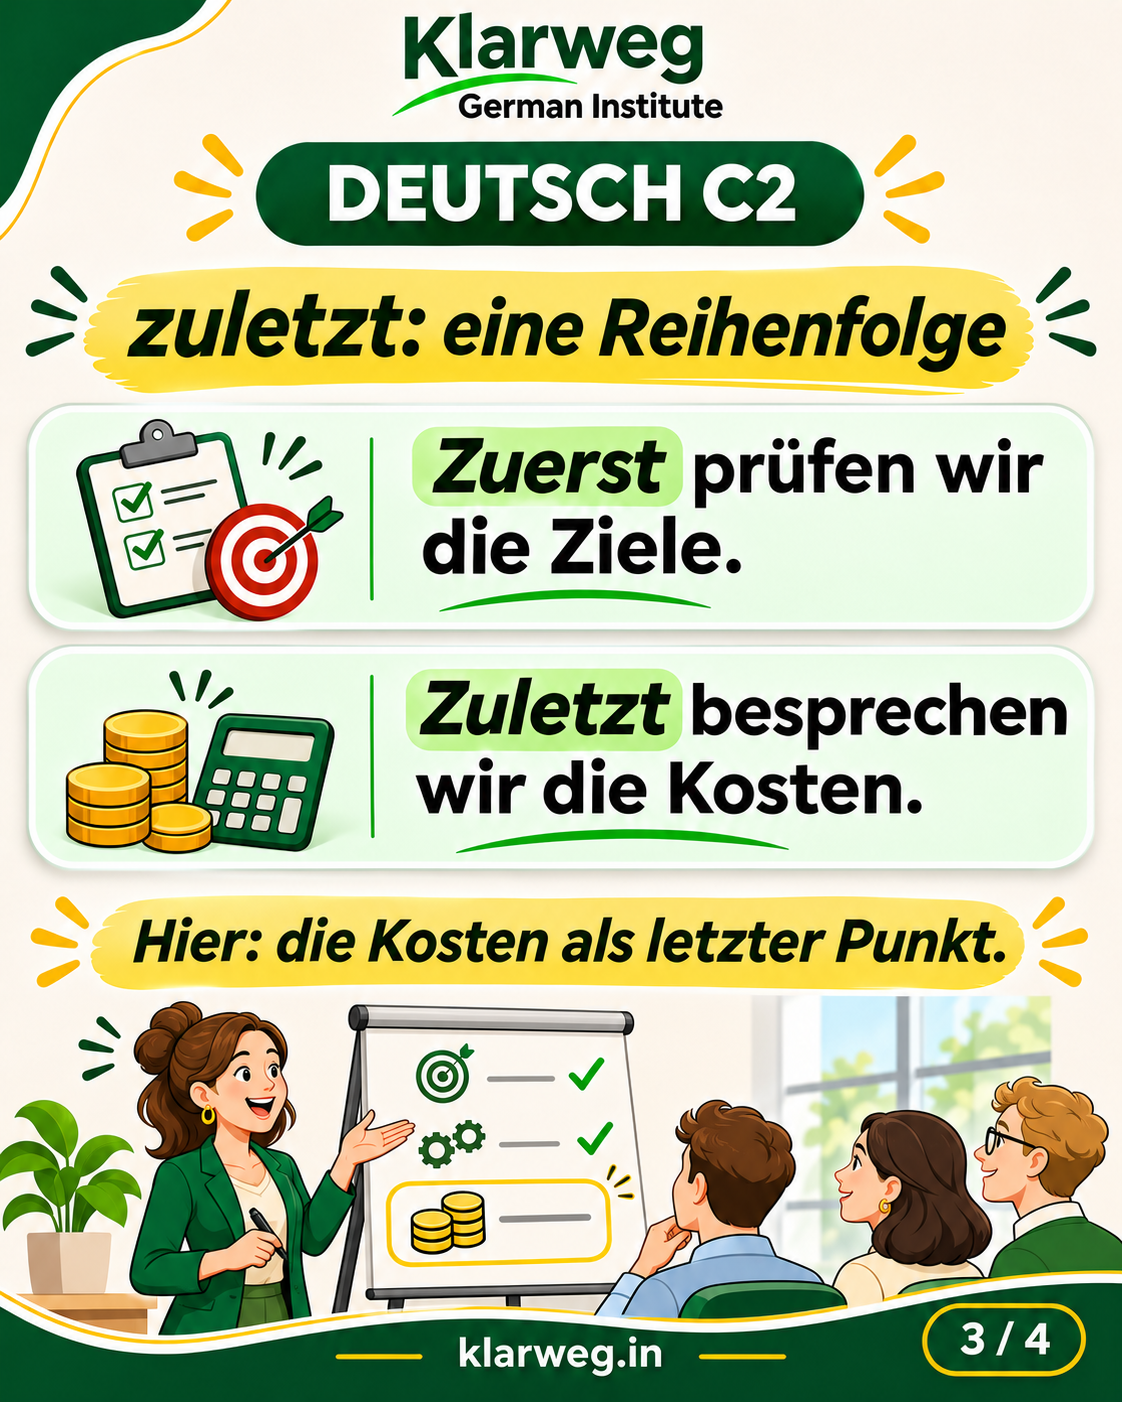 Klarweg
German Institute
DEUTSCH C2
zuletzt: eine Reihenfolge
Zuerst prüfen wir
die Ziele.
Zuletzt besprechen
wir die Kosten.
Hier: die Kosten als letzter Punkt.
klarweg.in
3 / 4